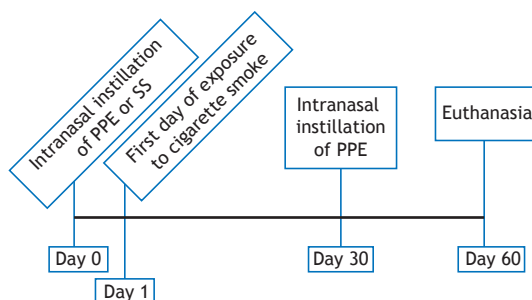 Intranasal instillation
of PPE or SS
First day of exposure
to cigarette smoke
Intranasal
instillation
of PPE
Euthanasia
Day 0
Day 1
Day 30
Day 60